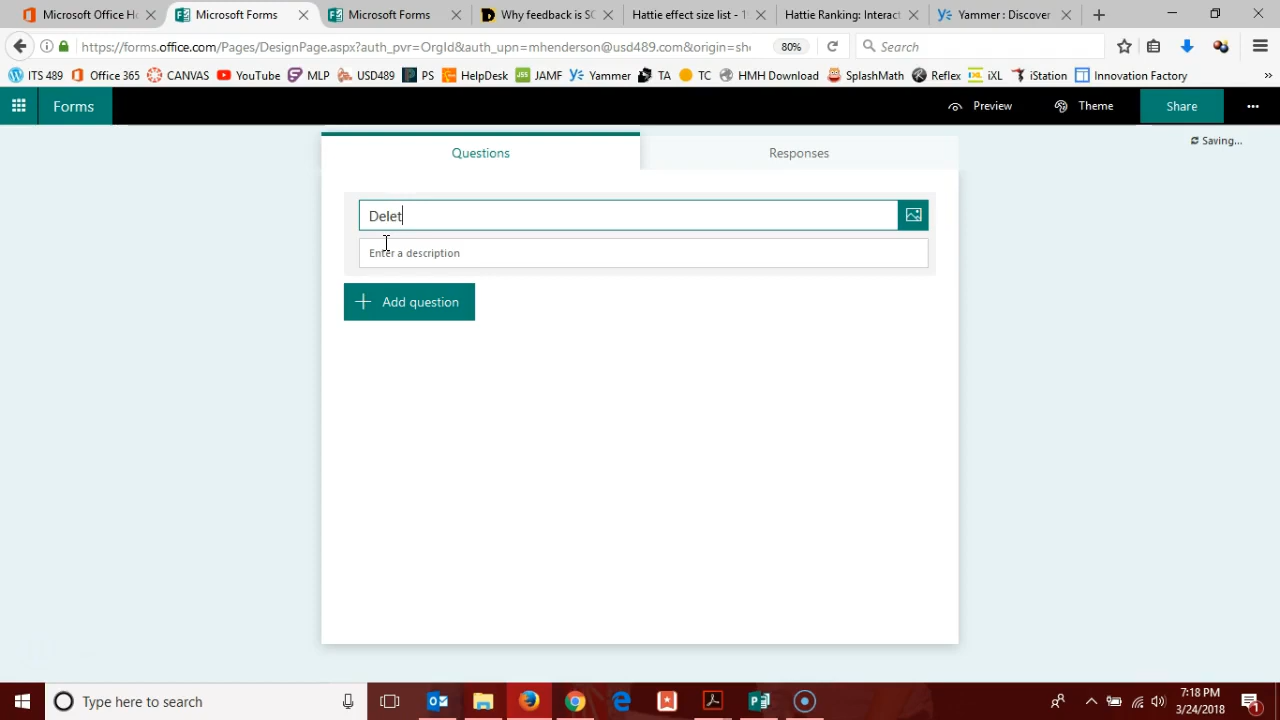 Microsoft Office Ho
Microsoft Forms
Microsoft Forms
Why feedback is SO
Hattie effect size list - 19
Hattie Ranking: Interact
Yammer : Discover
https://forms.office.com/Pages/DesignPage.aspx?auth_pvr=OrgId&auth_upn=mhenderson@usd489.com&origin=she
80%
Search
ITS 489
Office 365
CANVAS
YouTube
MLP
USD489
PS
HelpDesk
JAMF
Yammer
TA
TC
HMH Download
SplashMath
Reflex
iXL
iStation
Innovation Factory
Forms
Preview
Theme
Share
Saving...
Questions
Responses
Delet
Enter a description
Add question
Type here to search
7:18 PM
3/24/2018